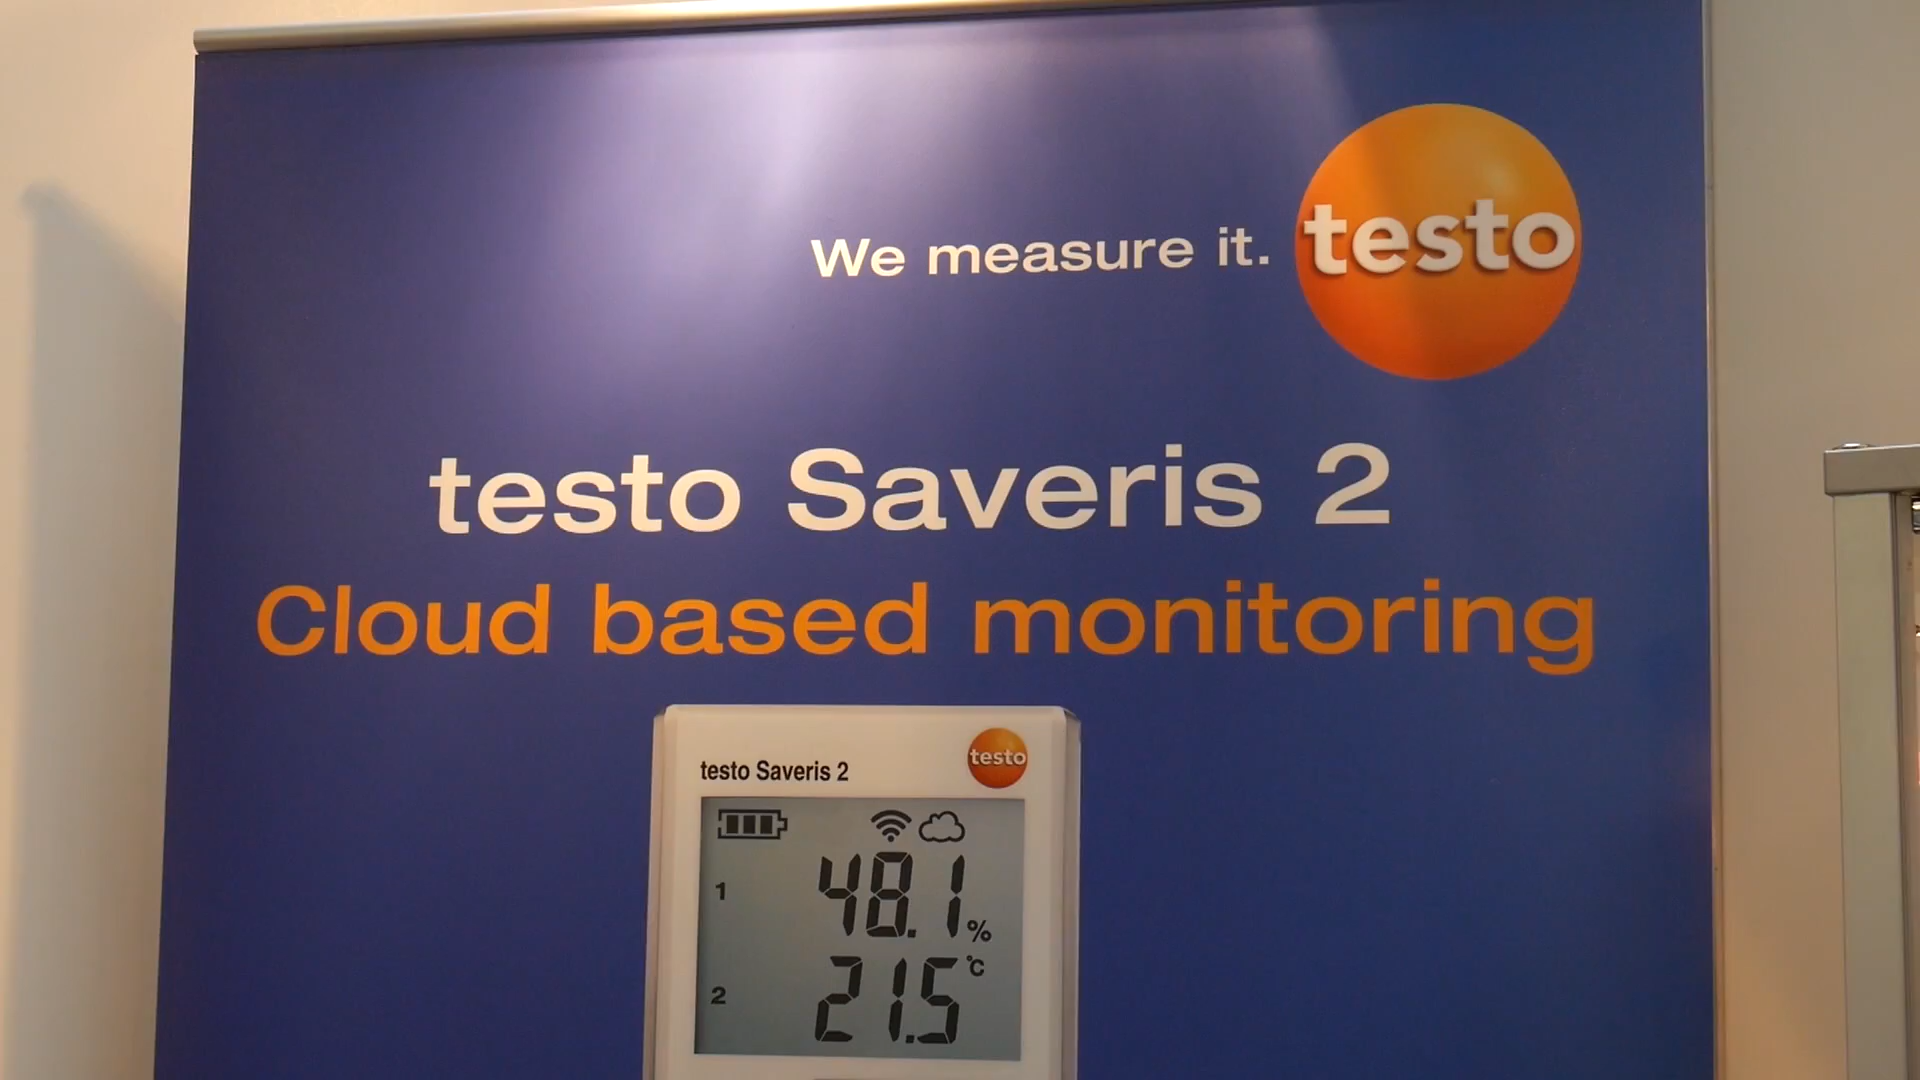 We measure it. testo
testo Saveris 2
Cloud based monitoring
testo Saveris 2 testo
1 48.1 %
2 21.5 °C